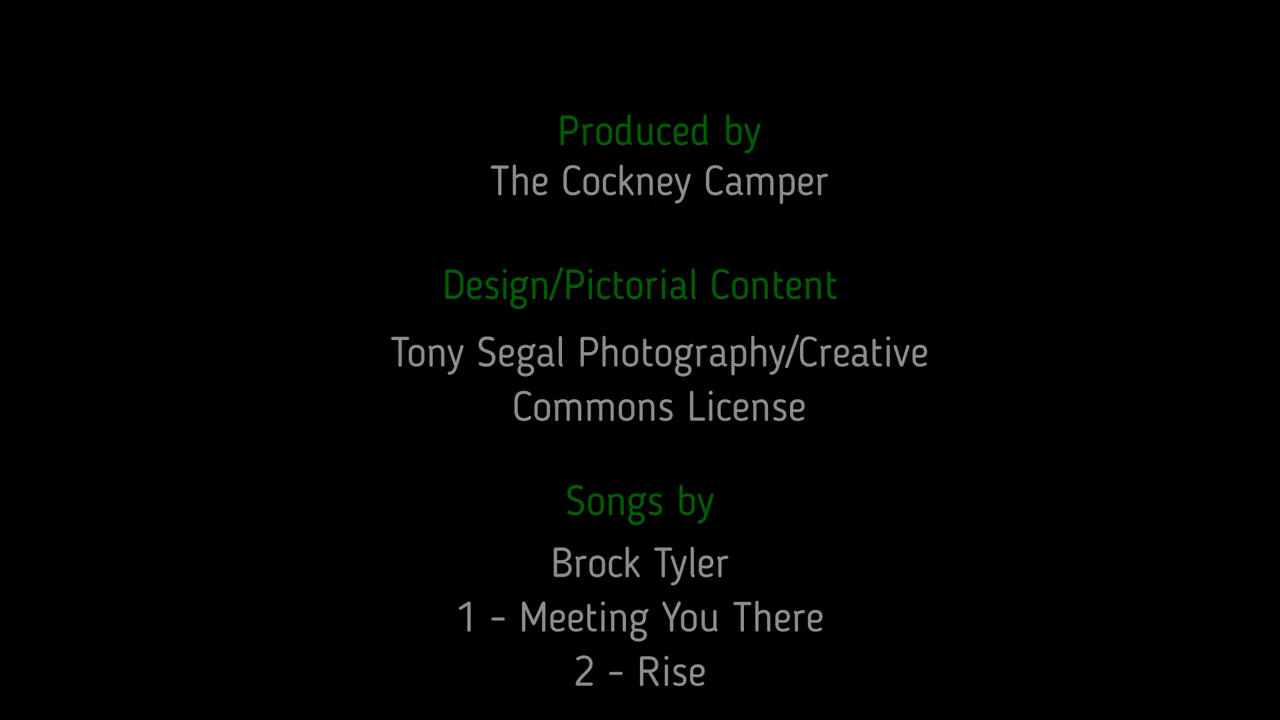 Produced by
The Cockney Camper
Design/Pictorial Content
Tony Segal Photography/Creative
Commons License
Songs by
Brock Tyler
1 - Meeting You There
2 - Rise